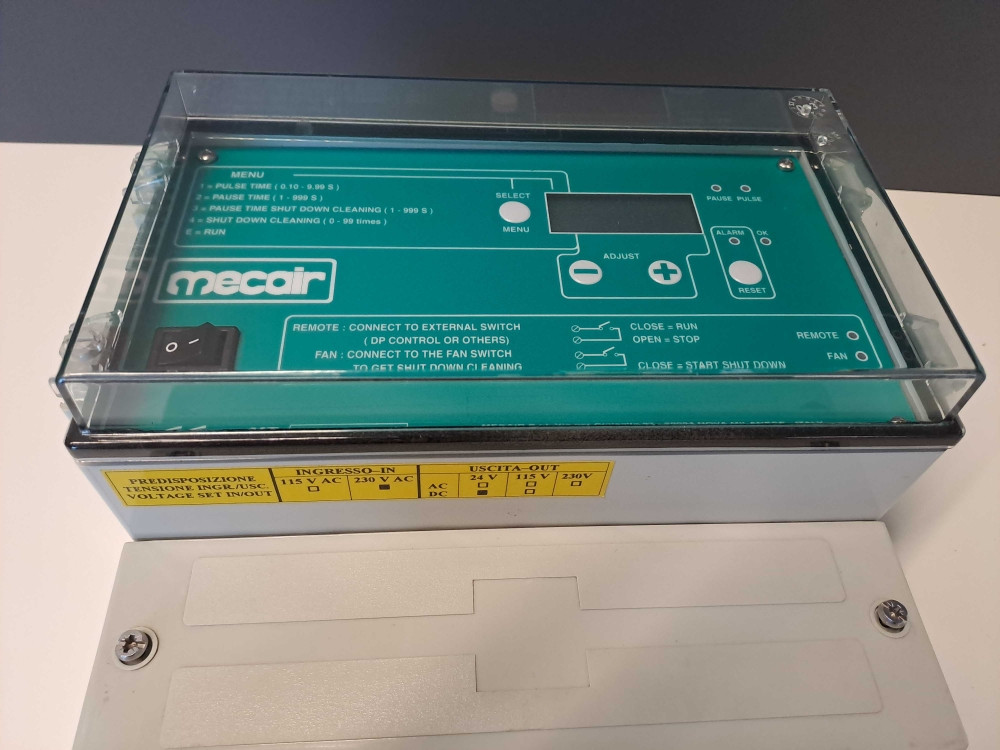 MENU
1 = PULSE TIME ( 0.10 - 9.99 S )
2 = PAUSE TIME ( 1 - 999 S )
3 = PAUSE TIME SHUT DOWN CLEANING ( 1 - 999 S )
4 = SHUT DOWN CLEANING ( 0 - 99 times )
E = RUN
SELECT
MENU
PAUSE PULSE
ADJUST
ALARM OK
RESET
mecair
REMOTE : CONNECT TO EXTERNAL SWITCH
( DP CONTROL OR OTHERS )
FAN : CONNECT TO THE FAN SWITCH
TO GET SHUT DOWN CLEANING
CLOSE = RUN
OPEN = STOP
CLOSE = START SHUT DOWN
REMOTE
FAN
PREDISPOSIZIONE
TENSIONE INGR./USC.
VOLTAGE SET IN/OUT
INGRESSO–IN
115 V AC 230 V AC
USCITA–OUT
24 V 115 V 230V
AC
DC